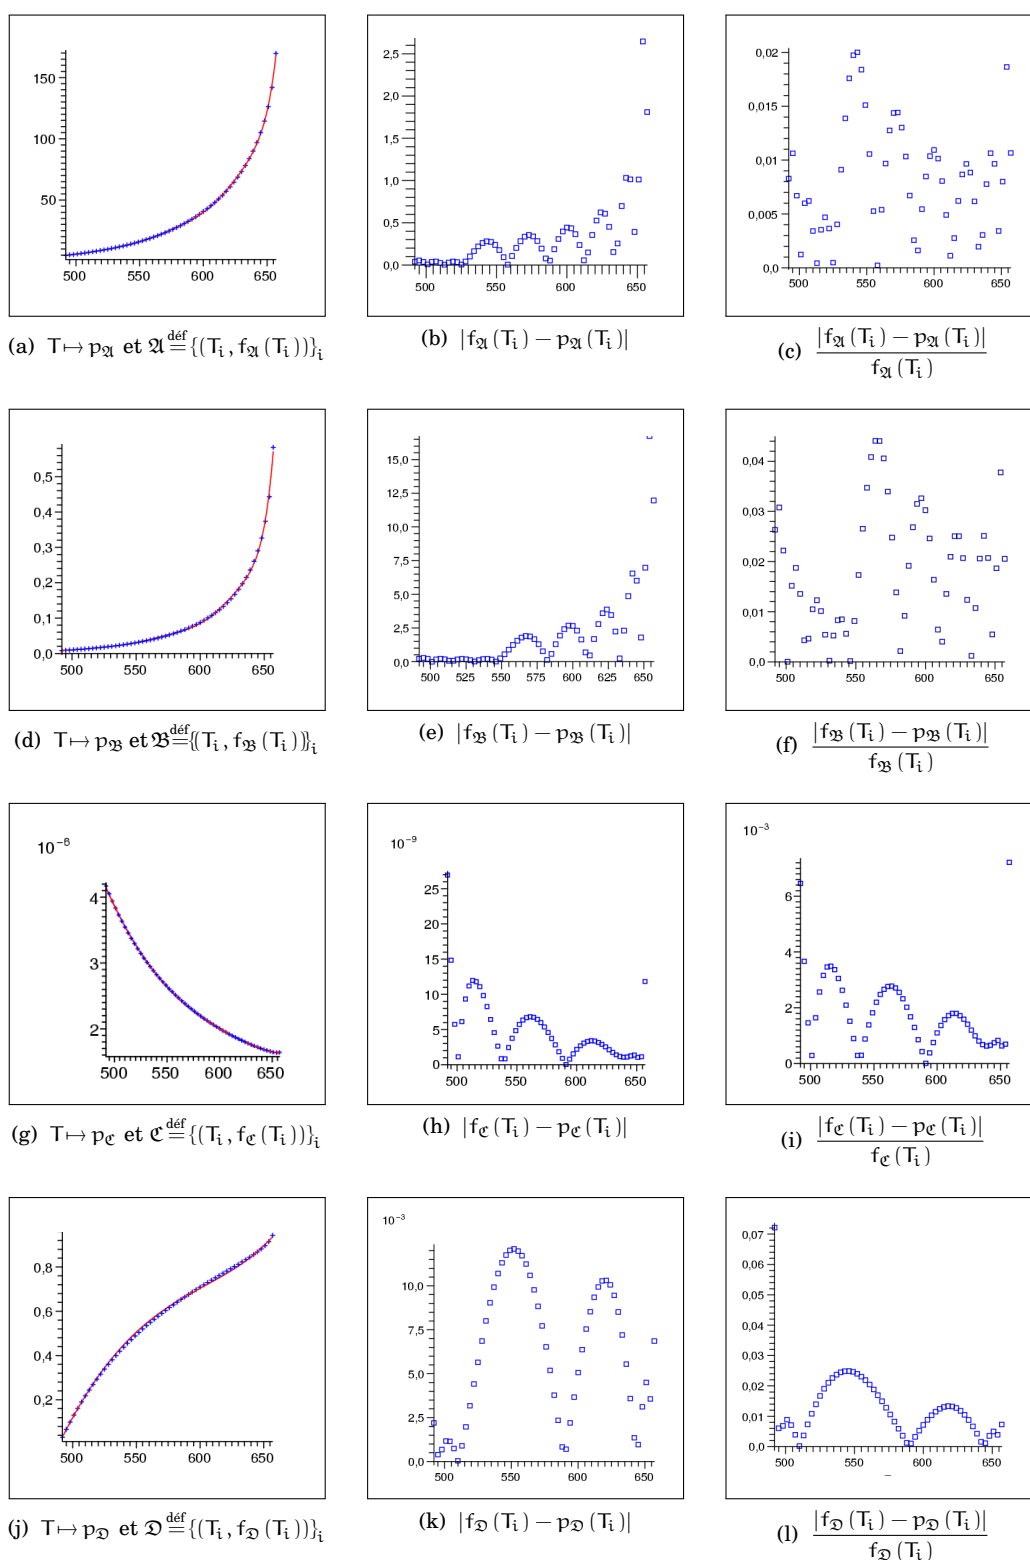 150
100
50
500 550 600 650
2,5
2,0
1,5
1,0
0,5
0,0
500 550 600 650
0,02
0,015
0,01
0,005
0,0
500 550 600 650
(a) T ↦ p𝔄 et 𝔄 déf= {(Tᵢ, f𝔄(Tᵢ))}ᵢ
(b) |f𝔄(Tᵢ) − p𝔄(Tᵢ)|
(c) |f𝔄(Tᵢ) − p𝔄(Tᵢ)|
f𝔄(Tᵢ)
0,5
0,4
0,3
0,2
0,1
0,0
500 550 600 650
15,0
12,5
10,0
7,5
5,0
2,5
0,0
500 525 550 575 600 625 650
0,04
0,03
0,02
0,01
0,0
500 550 600 650
(d) T ↦ p𝔅 et 𝔅 déf= {(Tᵢ, f𝔅(Tᵢ))}ᵢ
(e) |f𝔅(Tᵢ) − p𝔅(Tᵢ)|
(f) |f𝔅(Tᵢ) − p𝔅(Tᵢ)|
f𝔅(Tᵢ)
10⁻⁶
4
3
2
500 550 600 650
10⁻⁹
25
20
15
10
5
0
500 550 600 650
10⁻³
6
4
2
0
500 550 600 650
(g) T ↦ pℭ et ℭ déf= {(Tᵢ, fℭ(Tᵢ))}ᵢ
(h) |fℭ(Tᵢ) − pℭ(Tᵢ)|
(i) |fℭ(Tᵢ) − pℭ(Tᵢ)|
fℭ(Tᵢ)
0,8
0,6
0,4
0,2
500 550 600 650
10⁻³
10,0
7,5
5,0
2,5
0,0
500 550 600 650
0,07
0,06
0,05
0,04
0,03
0,02
0,01
0,0
500 550 600 650
(j) T ↦ p𝔇 et 𝔇 déf= {(Tᵢ, f𝔇(Tᵢ))}ᵢ
(k) |f𝔇(Tᵢ) − p𝔇(Tᵢ)|
(l) |f𝔇(Tᵢ) − p𝔇(Tᵢ)|
f𝔇(Tᵢ)